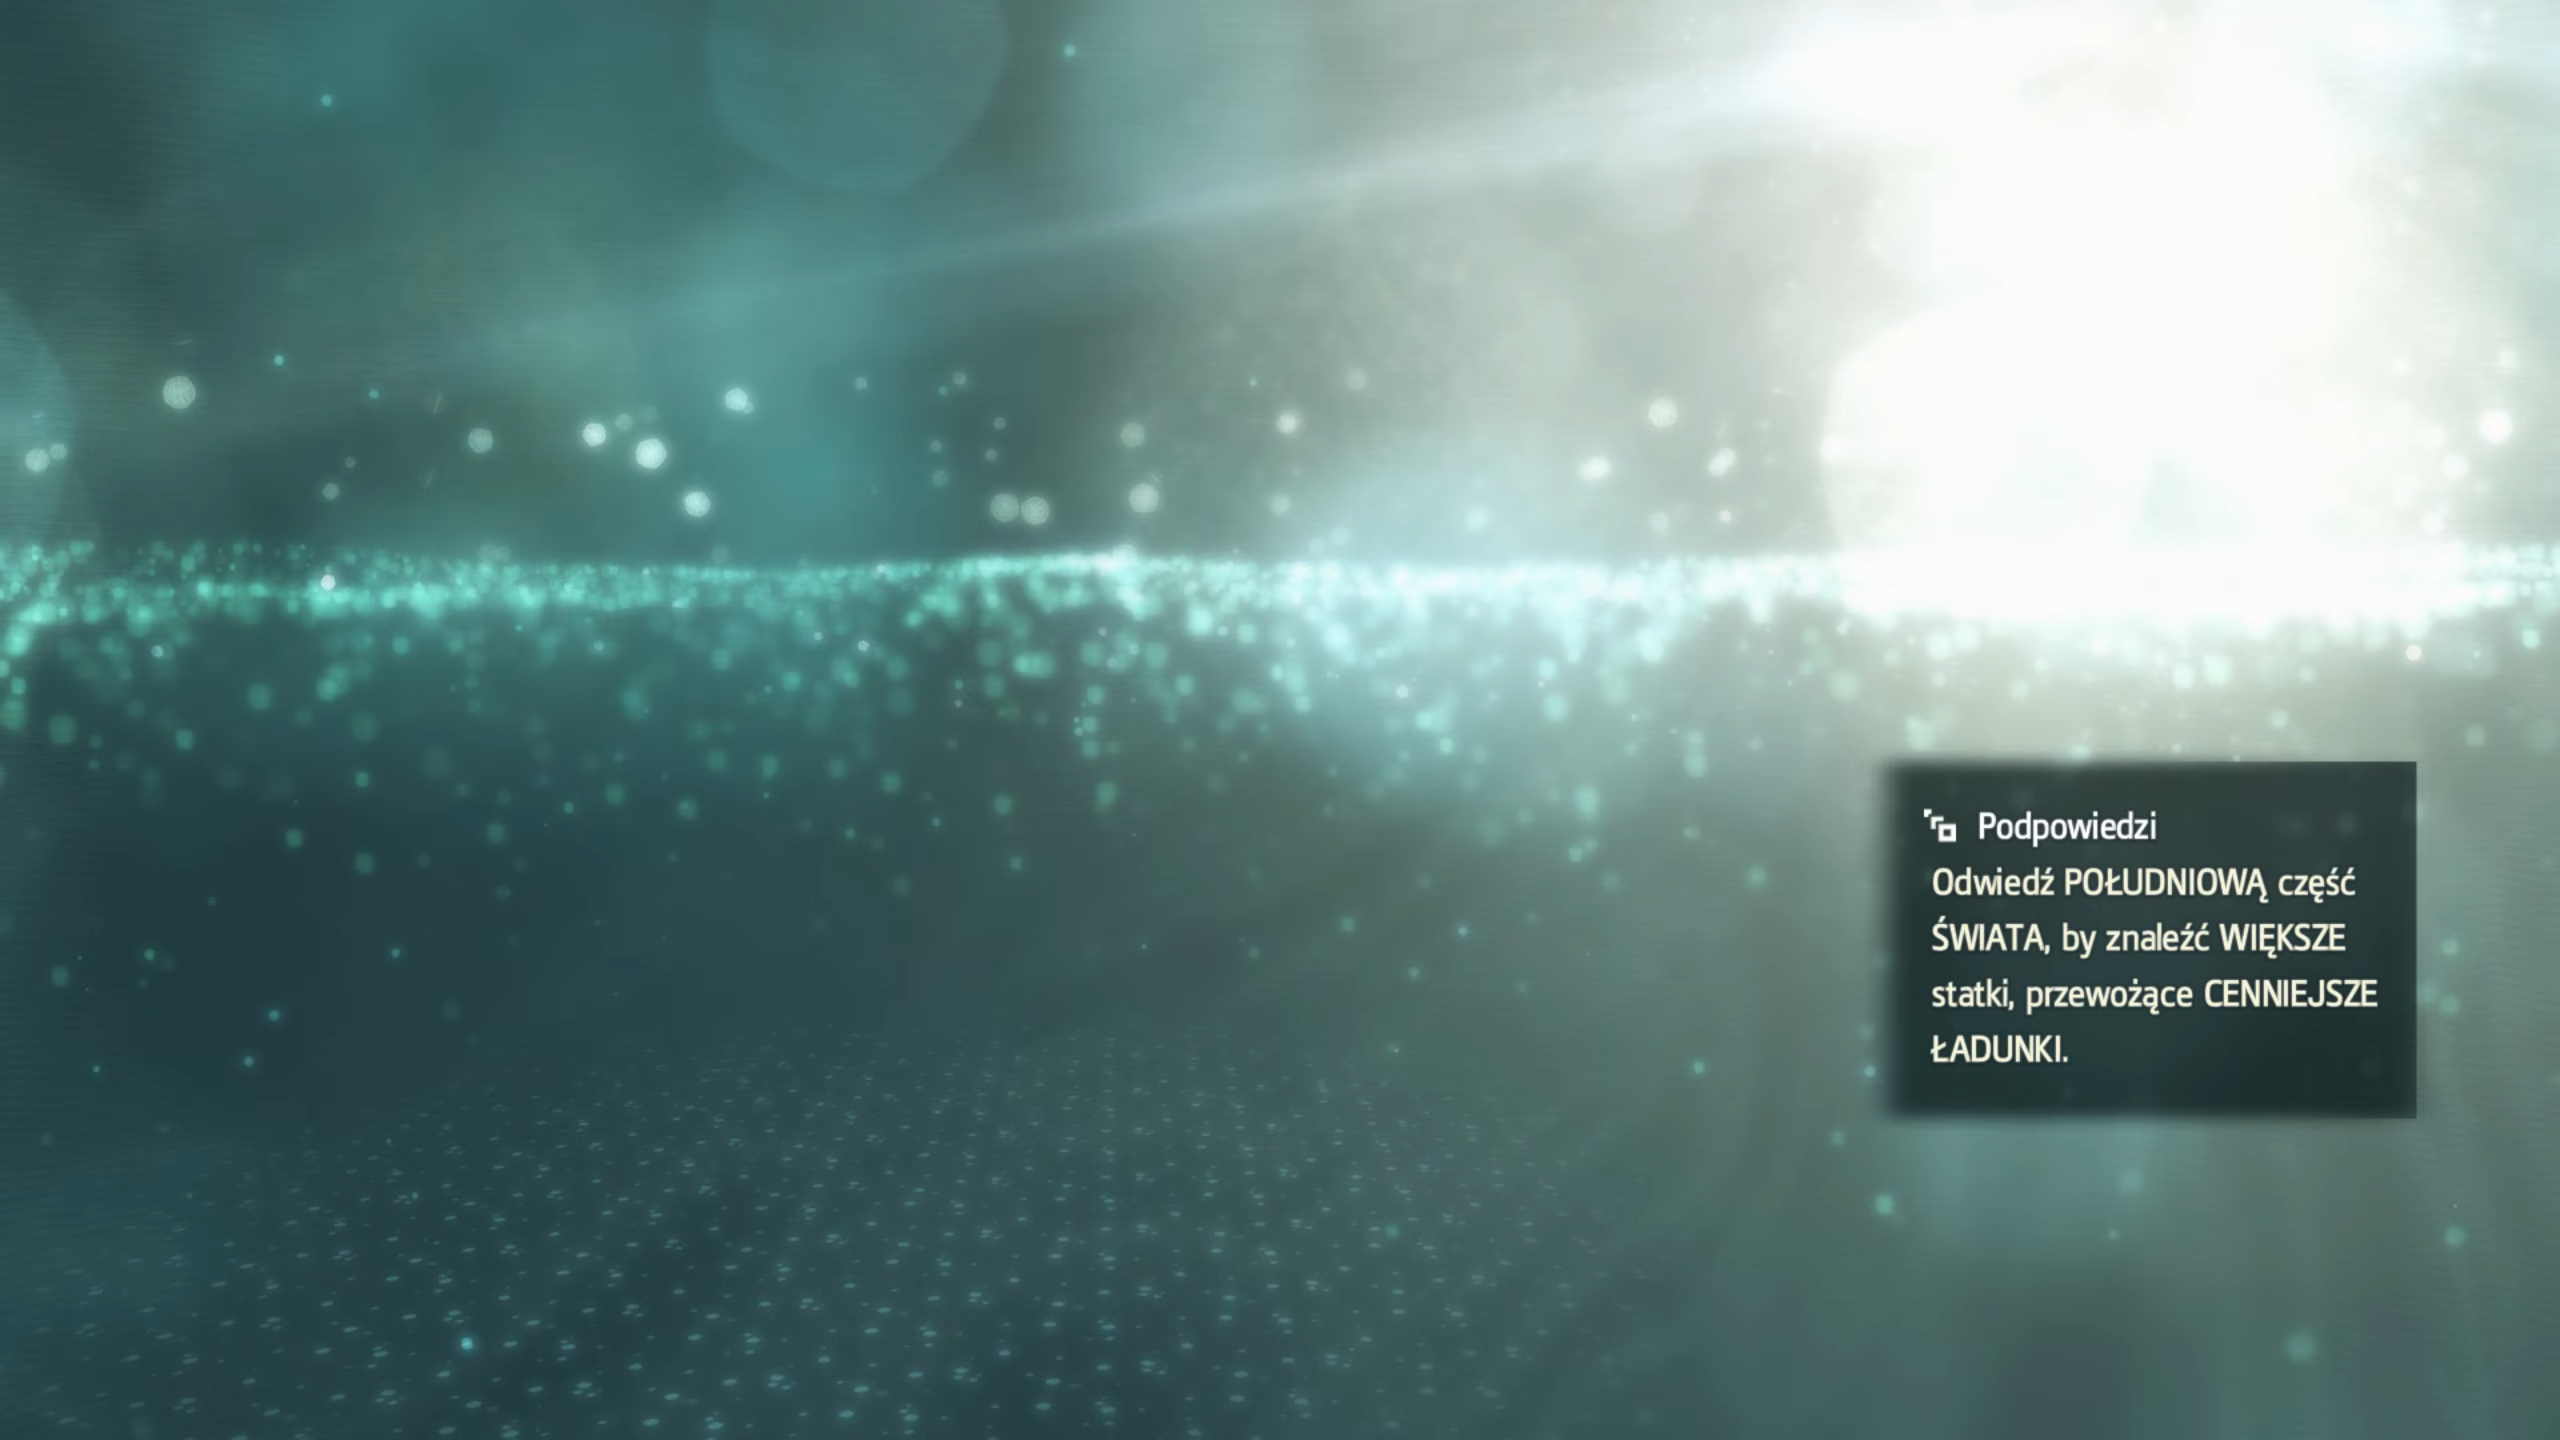 Podpowiedzi
Odwiedź POŁUDNIOWĄ część
ŚWIATA, by znaleźć WIĘKSZE
statki, przewożące CENNIEJSZE
ŁADUNKI.